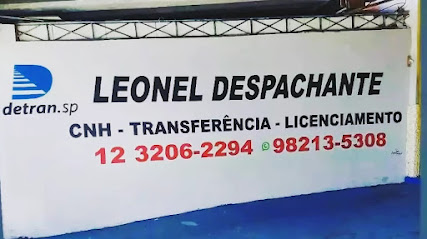 detran.sp
LEONEL DESPACHANTE
CNH - TRANSFERÊNCIA - LICENCIAMENTO
12 3206-2294 98213-5308